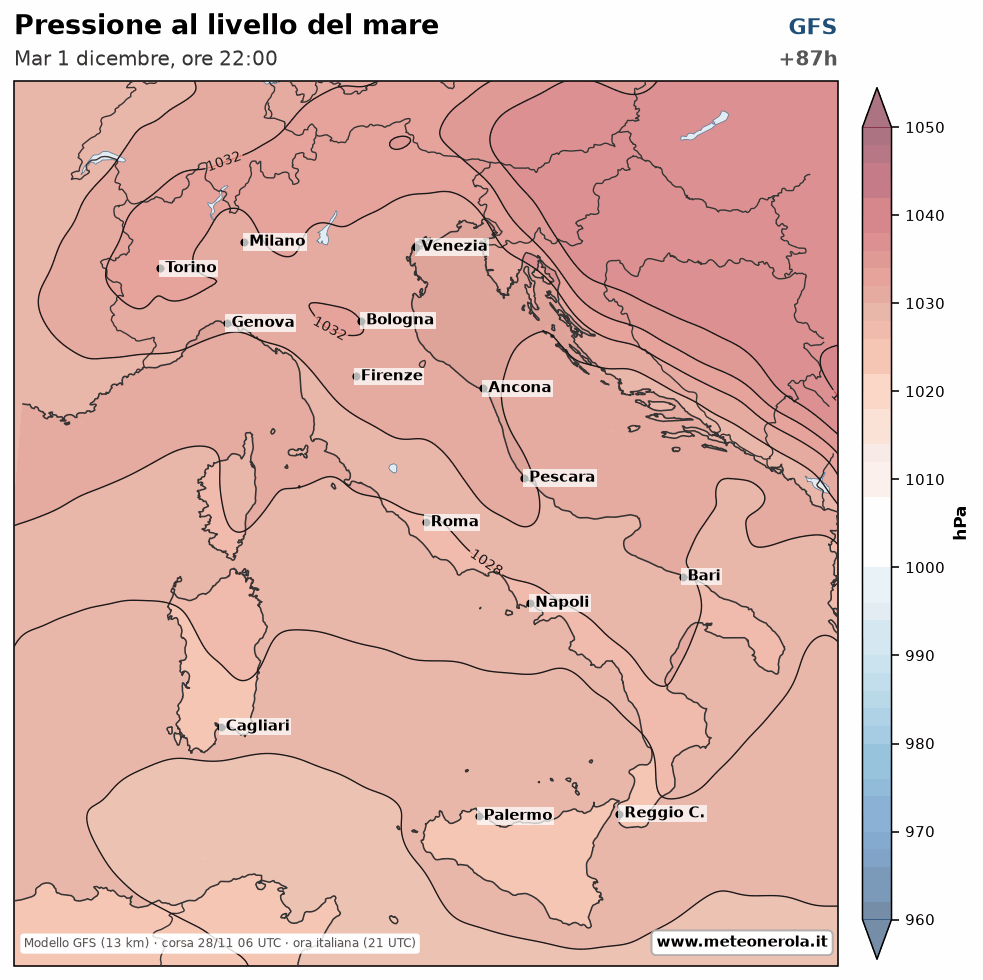 Pressione al livello del mare
GFS
Mar 1 dicembre, ore 22:00
+87h
1050
1040
1030
1020
1010
1000
990
980
970
960
hPa
1032
Milano
Venezia
Torino
Genova
1032
Bologna
Firenze
Ancona
Pescara
Roma
1028
Bari
Napoli
Cagliari
Palermo
Reggio C.
Modello GFS (13 km) · corsa 28/11 06 UTC · ora italiana (21 UTC)
www.meteonerola.it